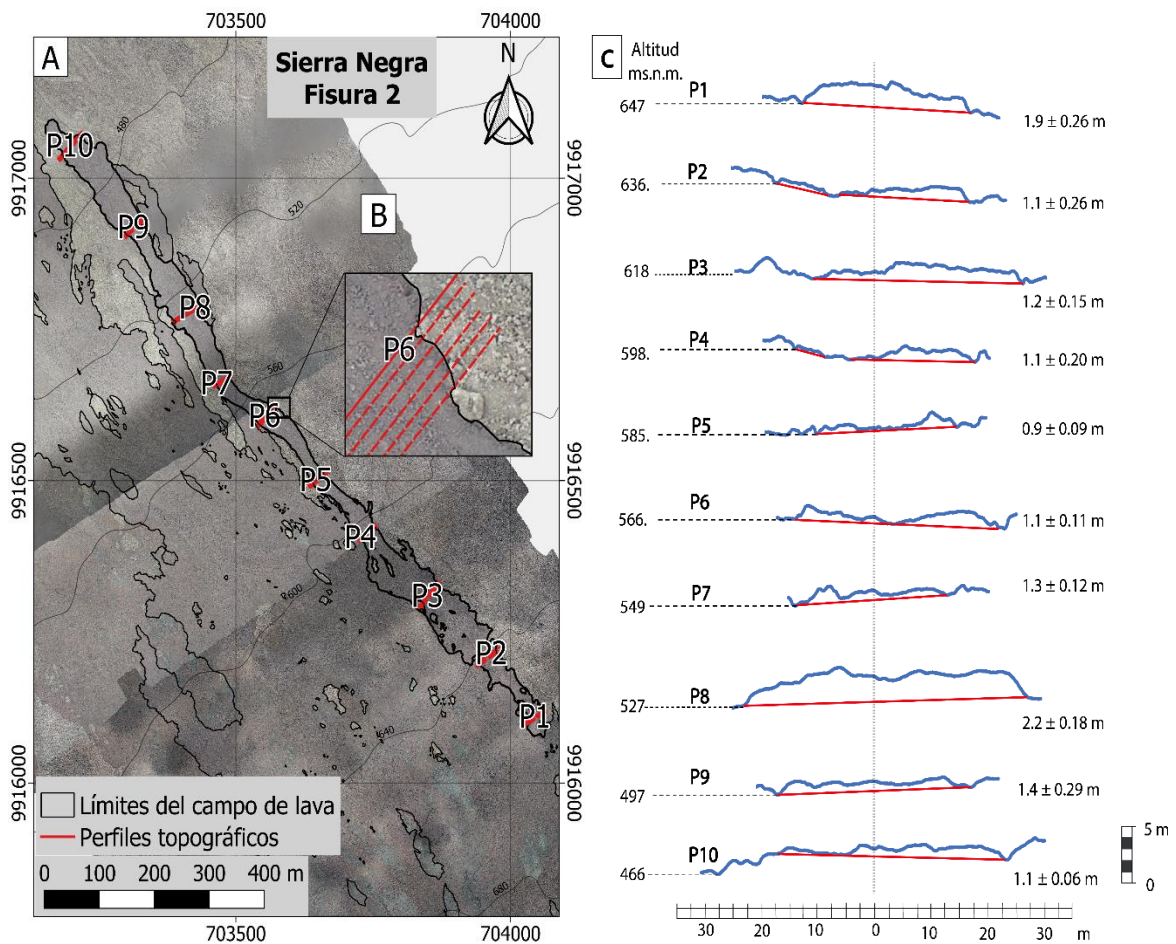 703500
704000
A
Sierra Negra
Fisura 2
N
480
P10
9917000
9917000
520
P9
B
P8
P6
560
P7
P6
P5
9916500
9916500
P4
600
P3
P2
P1
640
9916000
9916000
Límites del campo de lava
Perfiles topográficos
0 100 200 300 400 m
680
703500
704000
C
Altitud
ms.n.m.
P1
647
1.9 ± 0.26 m
P2
636.
1.1 ± 0.26 m
P3
618
1.2 ± 0.15 m
P4
598.
1.1 ± 0.20 m
P5
585.
0.9 ± 0.09 m
P6
566.
1.1 ± 0.11 m
P7
549
1.3 ± 0.12 m
P8
527
2.2 ± 0.18 m
P9
497
1.4 ± 0.29 m
P10
466
1.1 ± 0.06 m
5 m
0
30 20 10 0 10 20 30 m